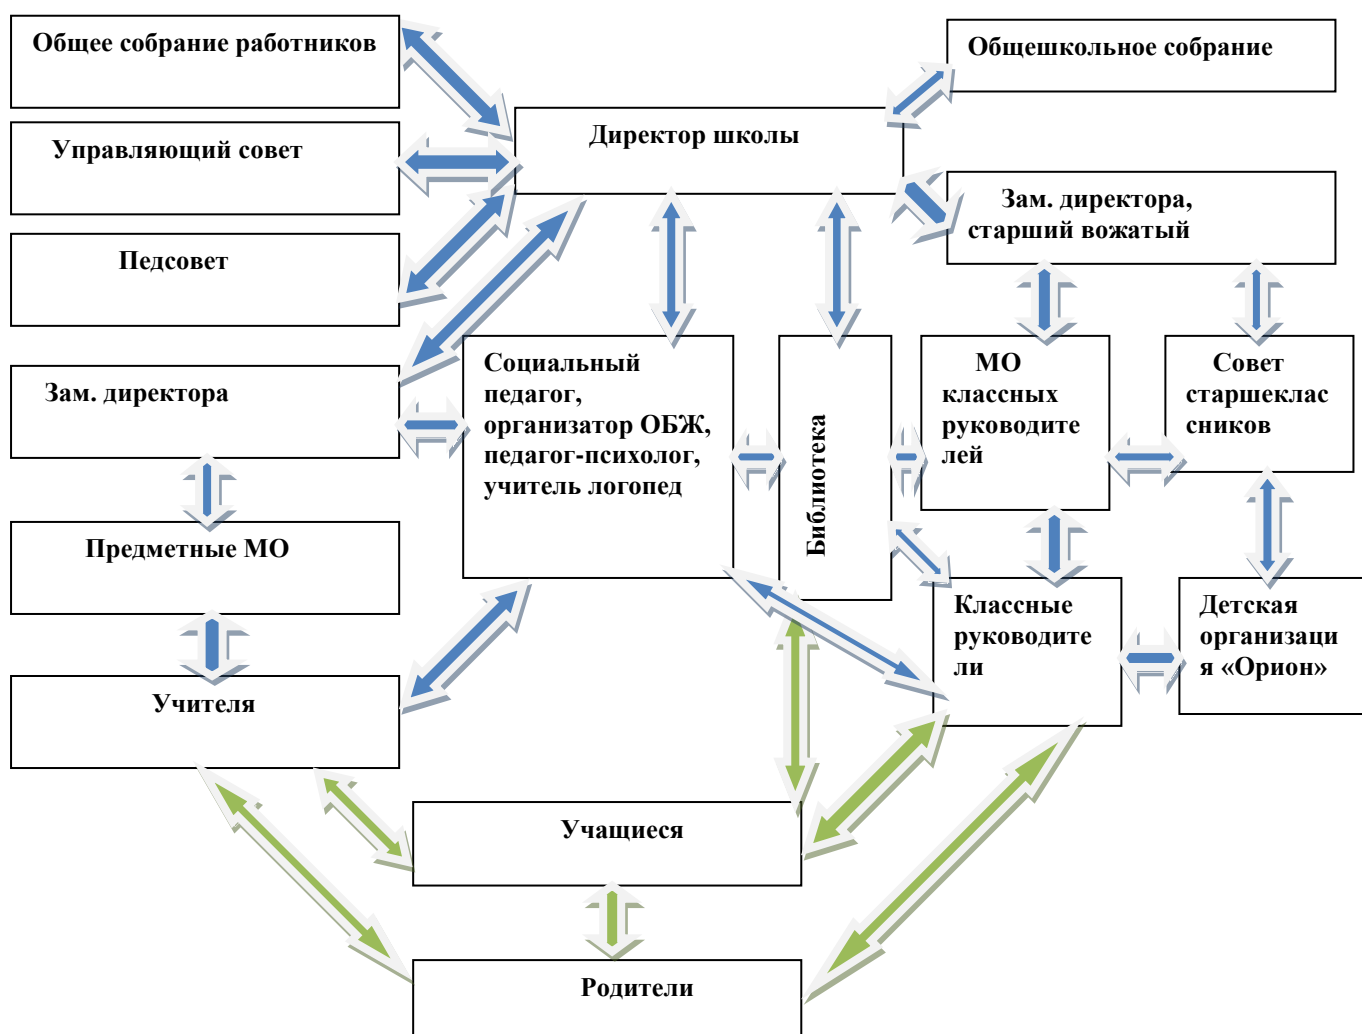 Общее собрание работников
Общешкольное собрание
Директор школы
Управляющий совет
Зам. директора,
старший вожатый
Педсовет
Зам. директора
Социальный
педагог,
организатор ОБЖ,
педагог-психолог,
учитель логопед
Библиотека
МО
классных
руководите
лей
Совет
старшеклас
сников
Предметные МО
Классные
руководите
ли
Детская
организаци
я «Орион»
Учителя
Учащиеся
Родители